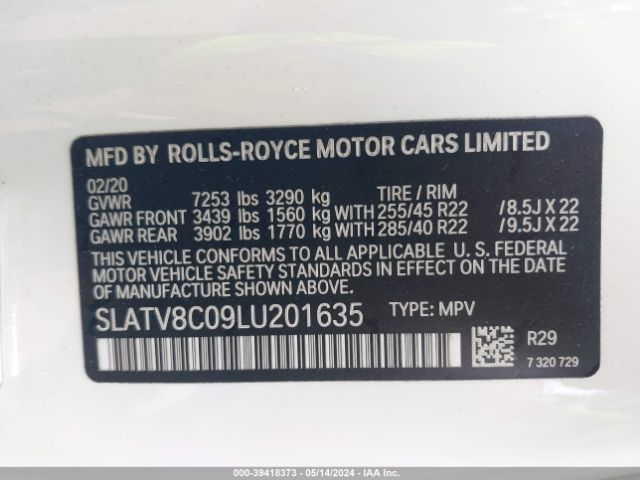 MFD BY ROLLS-ROYCE MOTOR CARS LIMITED
02/20
GVWR 7253 lbs 3290 kg TIRE / RIM
GAWR FRONT 3439 lbs 1560 kg WITH 255/45 R22 /8.5J X 22
GAWR REAR 3902 lbs 1770 kg WITH 285/40 R22 /9.5J X 22
THIS VEHICLE CONFORMS TO ALL APPLICABLE U. S. FEDERAL
MOTOR VEHICLE SAFETY STANDARDS IN EFFECT ON THE DATE OF
MANUFACTURE SHOWN ABOVE.
SLATV8C09LU201635 TYPE: MPV
R29
7 320 729
000-39418373 - 05/14/2024 - IAAI.COM